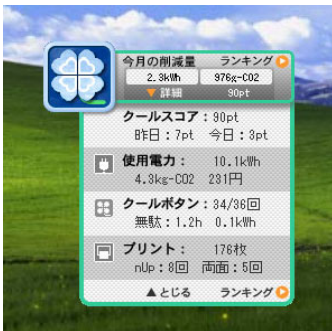 今月の削減量 ランキング
2.3kWh 976g-CO2
▼詳細 90pt
クールスコア：90pt
昨日：7pt 今日：3pt
使用電力： 10.1kWh
4.3kg-CO2 231円
クールボタン：34/36回
無駄：1.2h 0.1kWh
プリント： 176枚
nUp：8回 両面：5回
▲とじる ランキング